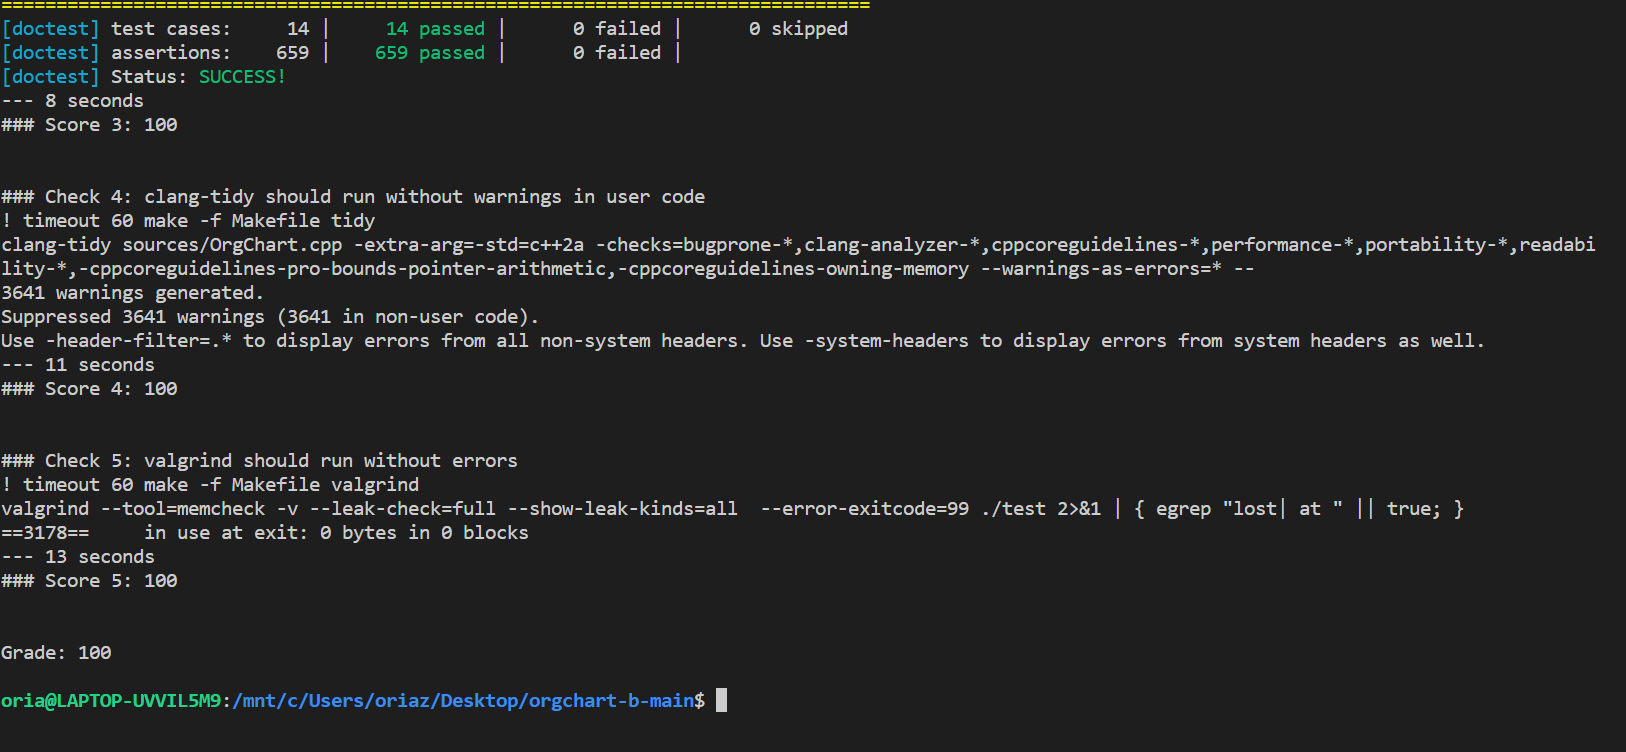 ===============================================================================
[doctest] test cases:     14 |     14 passed |      0 failed |      0 skipped
[doctest] assertions:    659 |    659 passed |      0 failed |
[doctest] Status: SUCCESS!
--- 8 seconds
### Score 3: 100
### Check 4: clang-tidy should run without warnings in user code
! timeout 60 make -f Makefile tidy
clang-tidy sources/OrgChart.cpp -extra-arg=-std=c++2a -checks=bugprone-*,clang-analyzer-*,cppcoreguidelines-*,performance-*,portability-*,readabi
lity-*,-cppcoreguidelines-pro-bounds-pointer-arithmetic,-cppcoreguidelines-owning-memory --warnings-as-errors=* --
3641 warnings generated.
Suppressed 3641 warnings (3641 in non-user code).
Use -header-filter=.* to display errors from all non-system headers. Use -system-headers to display errors from system headers as well.
--- 11 seconds
### Score 4: 100
### Check 5: valgrind should run without errors
! timeout 60 make -f Makefile valgrind
valgrind --tool=memcheck -v --leak-check=full --show-leak-kinds=all  --error-exitcode=99 ./test 2>&1 | { egrep "lost| at " || true; }
==3178==     in use at exit: 0 bytes in 0 blocks
--- 13 seconds
### Score 5: 100
Grade: 100
oria@LAPTOP-UVVIL5M9:/mnt/c/Users/oriaz/Desktop/orgchart-b-main$